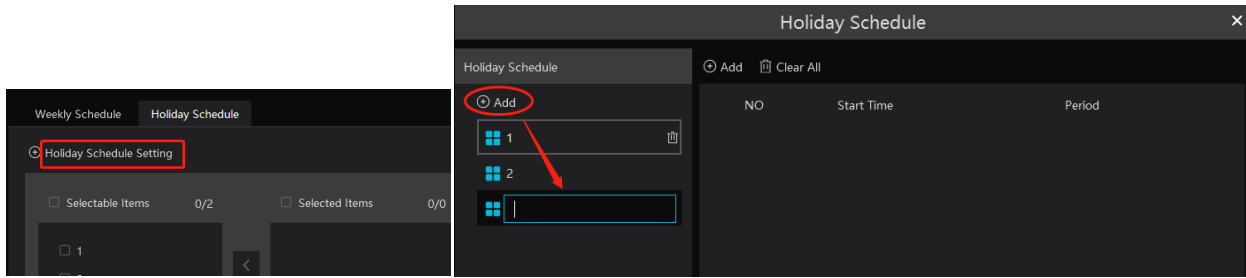 Weekly Schedule Holiday Schedule
Holiday Schedule Setting
Selectable Items 0/2 Selected Items 0/0
1
Holiday Schedule
Holiday Schedule
Add Clear All
Add
NO Start Time Period
1
2